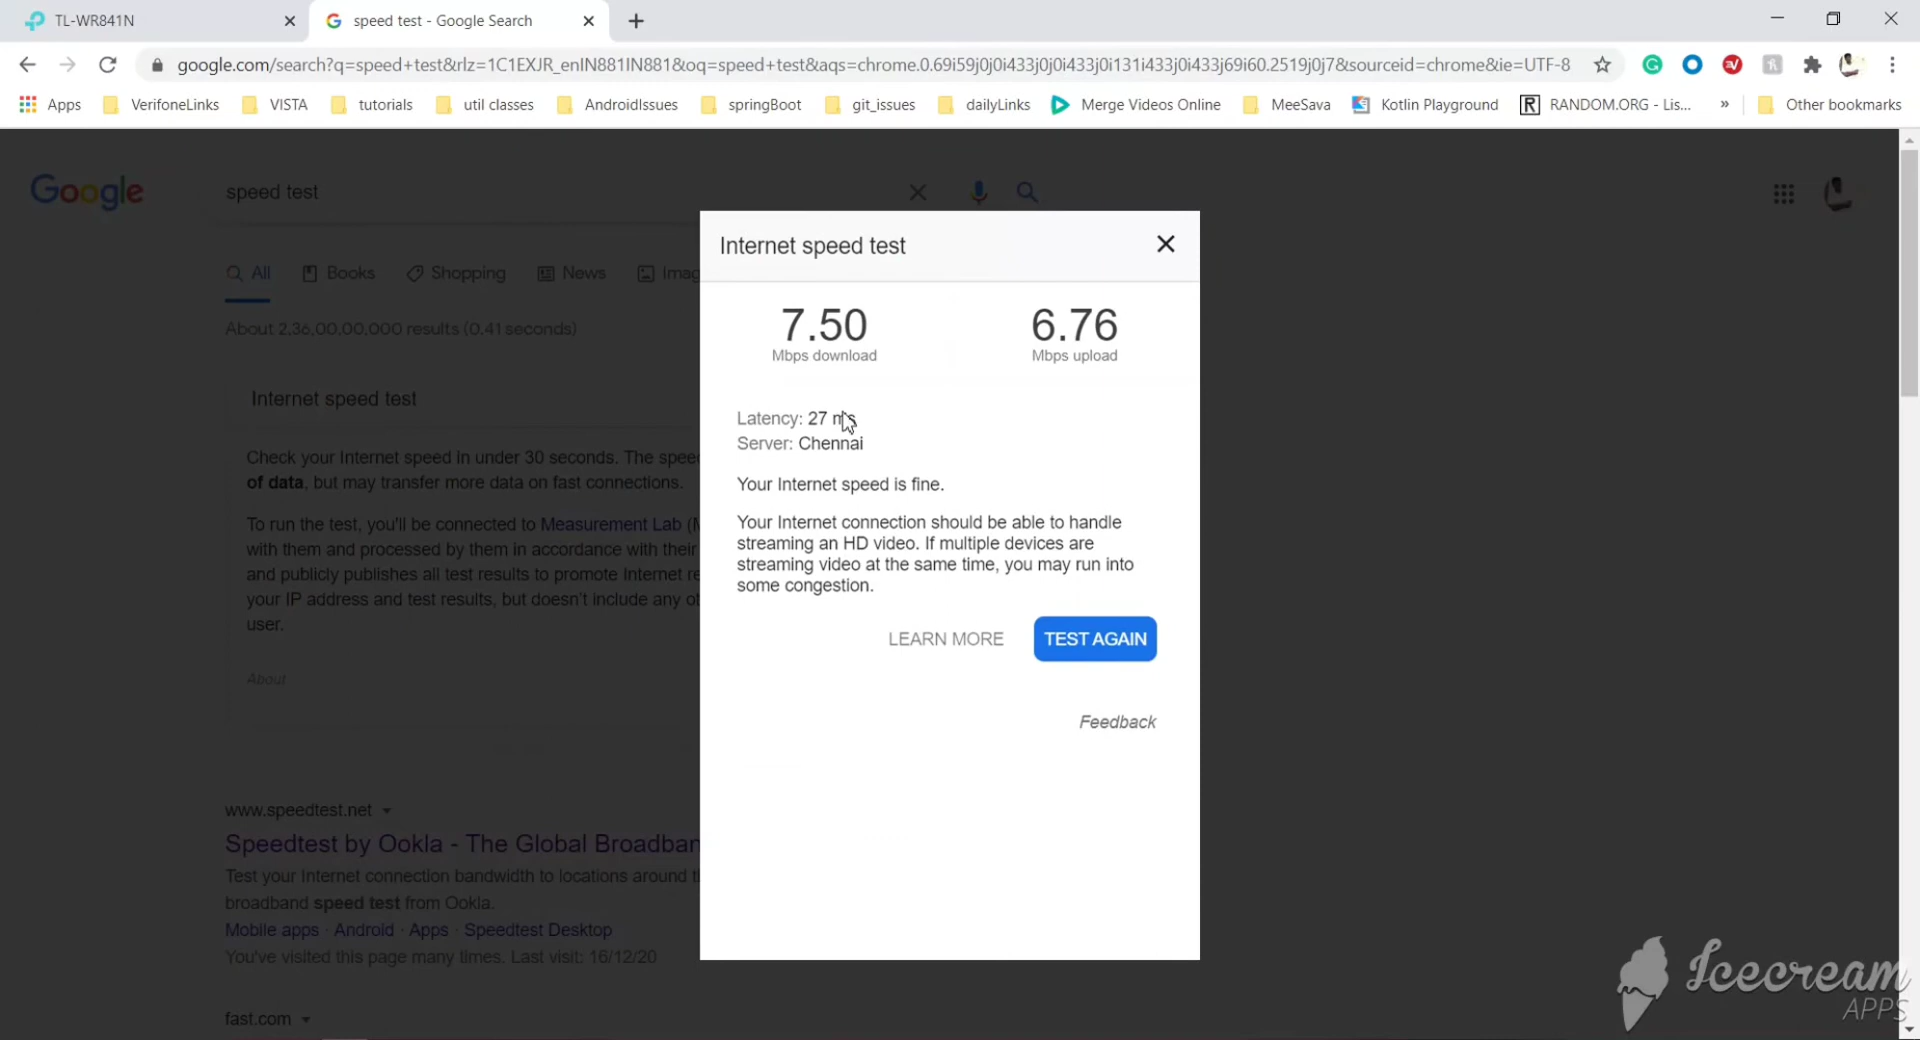 TL-WR841N
speed test - Google Search
google.com/search?q=speed+test&rlz=1C1EXJR_enIN881IN881&oq=speed+test&aqs=chrome.0.69i59j0j0i433j0j0i433j0i131i433j0i433j69i60.2519j0j7&sourceid=chrome&ie=UTF-8
Apps VerifoneLinks VISTA tutorials util classes AndroidIssues springBoot git_issues dailyLinks Merge Videos Online MeeSava Kotlin Playground RANDOM.ORG - Lis... » Other bookmarks
Google
speed test
All Books Shopping News Imag
About 2,36,00,00,000 results (0.41 seconds)
Internet speed test
Check your Internet speed in under 30 seconds. The speed
of data, but may transfer more data on fast connections.
To run the test, you'll be connected to Measurement Lab (M
with them and processed by them in accordance with their
and publicly publishes all test results to promote Internet re
your IP address and test results, but doesn't include any ot
user.
About
Internet speed test
7.50
Mbps download
6.76
Mbps upload
Latency: 27 ms
Server: Chennai
Your Internet speed is fine.
Your Internet connection should be able to handle
streaming an HD video. If multiple devices are
streaming video at the same time, you may run into
some congestion.
LEARN MORE
TEST AGAIN
Feedback
www.speedtest.net
Speedtest by Ookla - The Global Broadban
Test your Internet connection bandwidth to locations around t
broadband speed test from Ookla.
Mobile apps · Android · Apps · Speedtest Desktop
You've visited this page many times. Last visit: 16/12/20
fast.com
Icecream
APPS